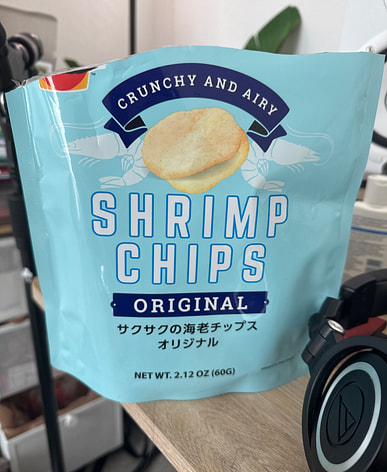 CRUNCHY AND AIRY
SHRIMP
CHIPS
ORIGINAL
サクサクの海老チップス
オリジナル
NET WT. 2.12 OZ (60G)